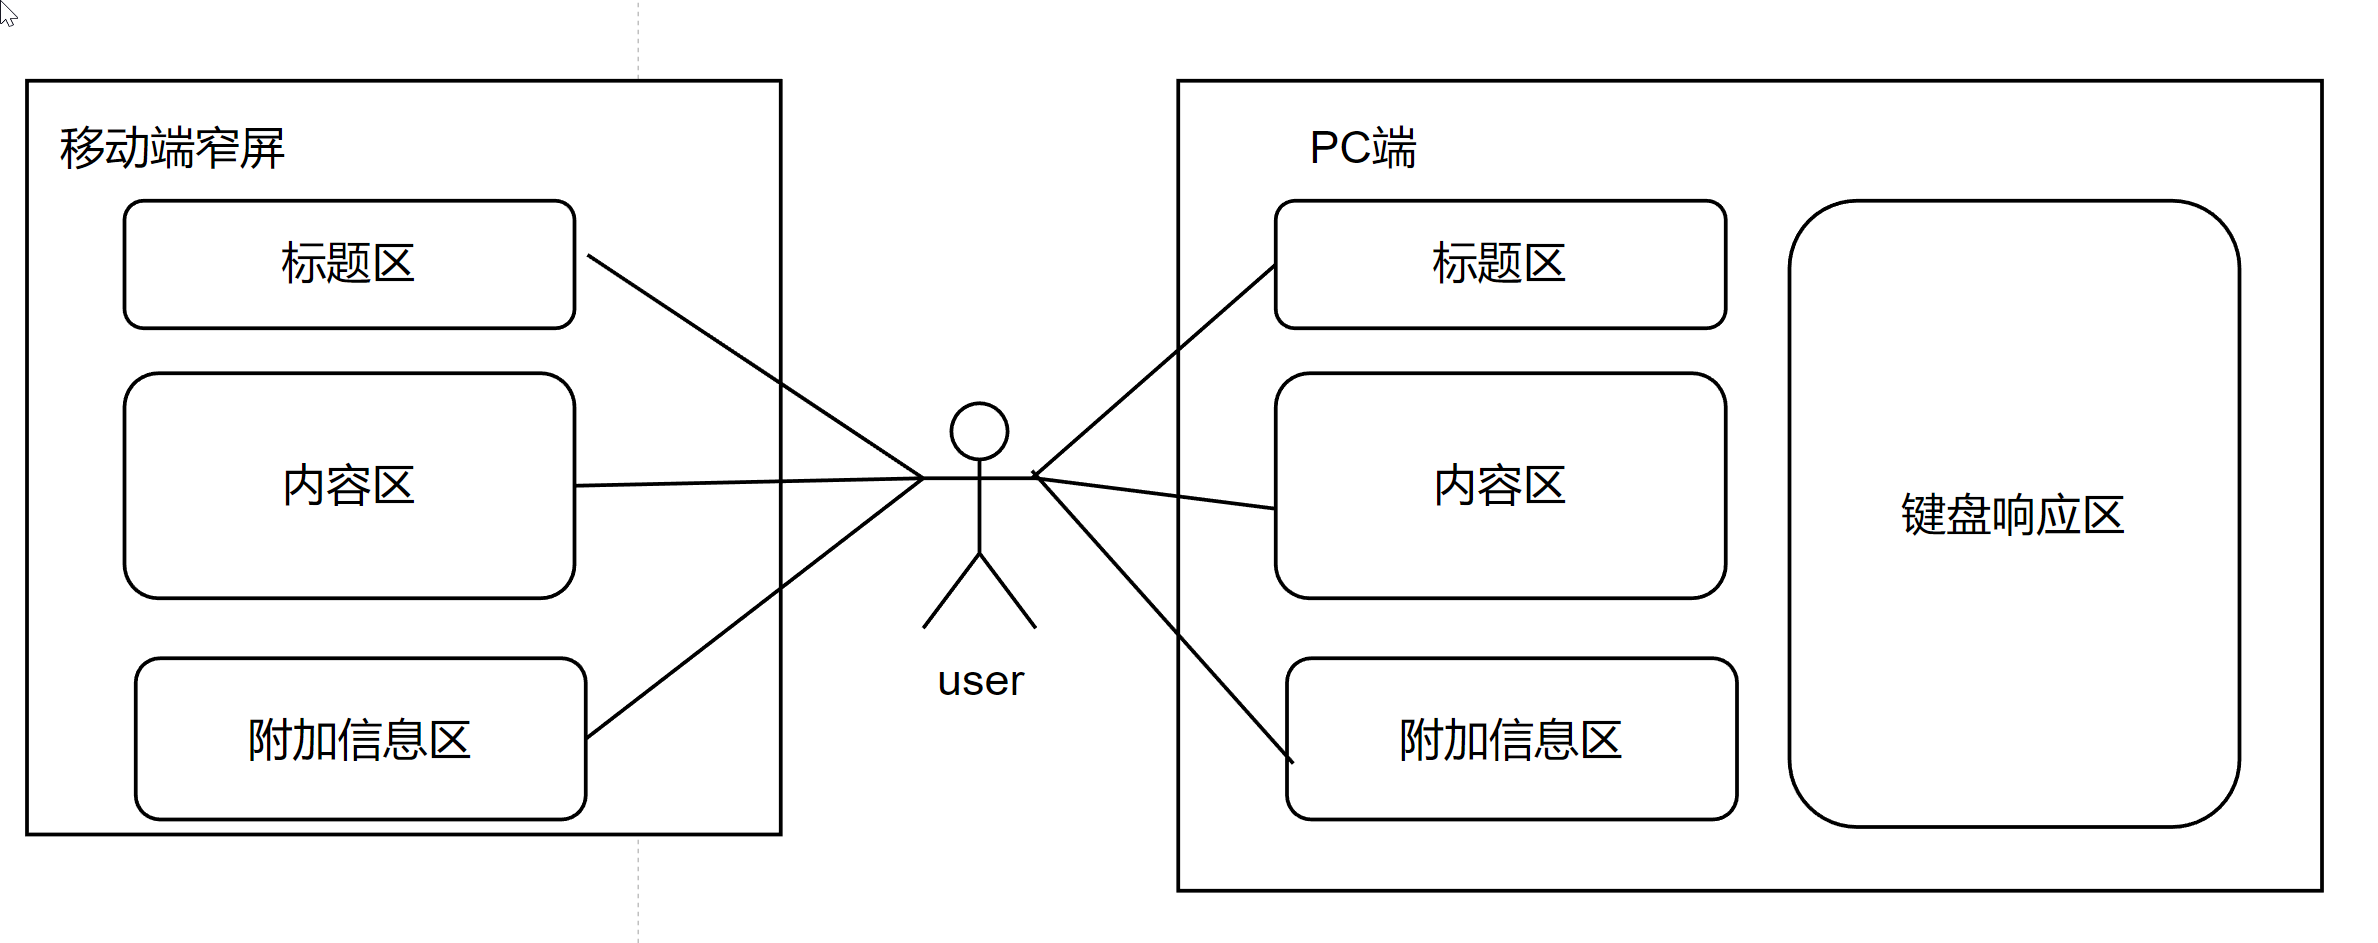 移动端窄屏
标题区
内容区
附加信息区
user
PC端
标题区
内容区
附加信息区
键盘响应区